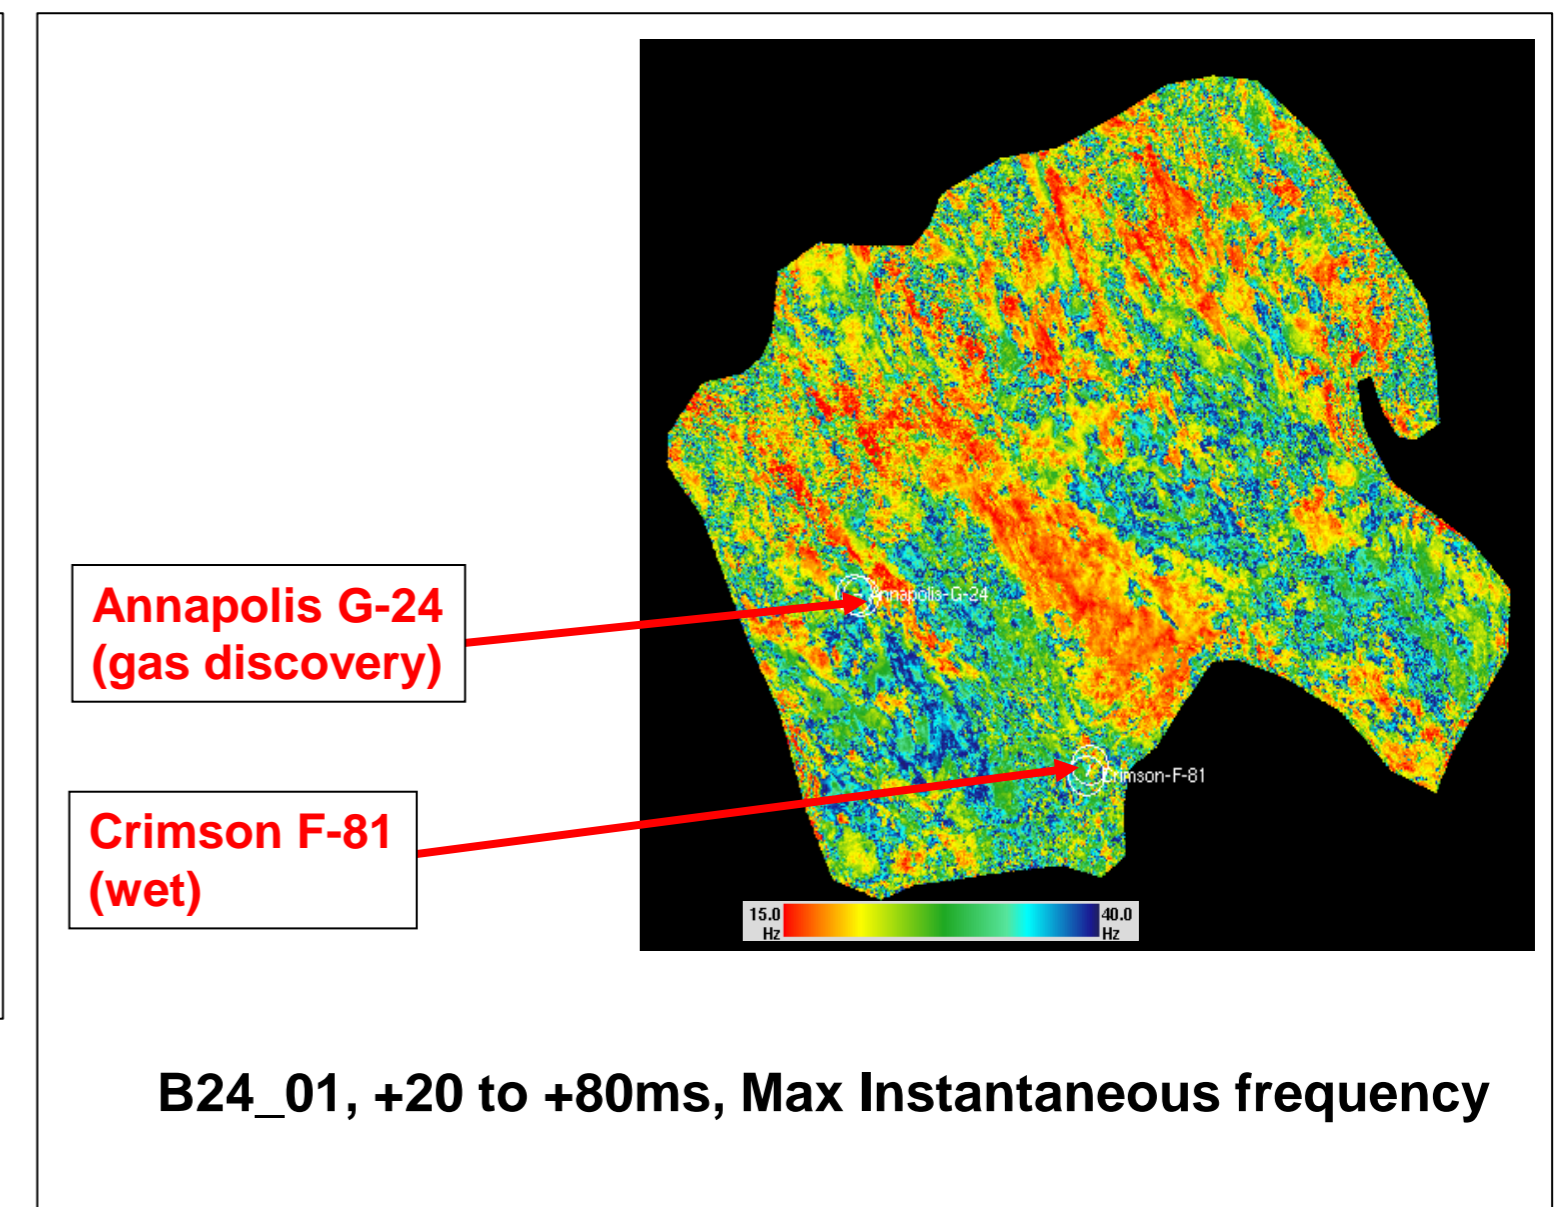 Annapolis G-24
(gas discovery)
Annapolis-G-24
Crimson F-81
(wet)
Crimson-F-81
15.0
Hz
40.0
Hz
B24_01, +20 to +80ms, Max Instantaneous frequency